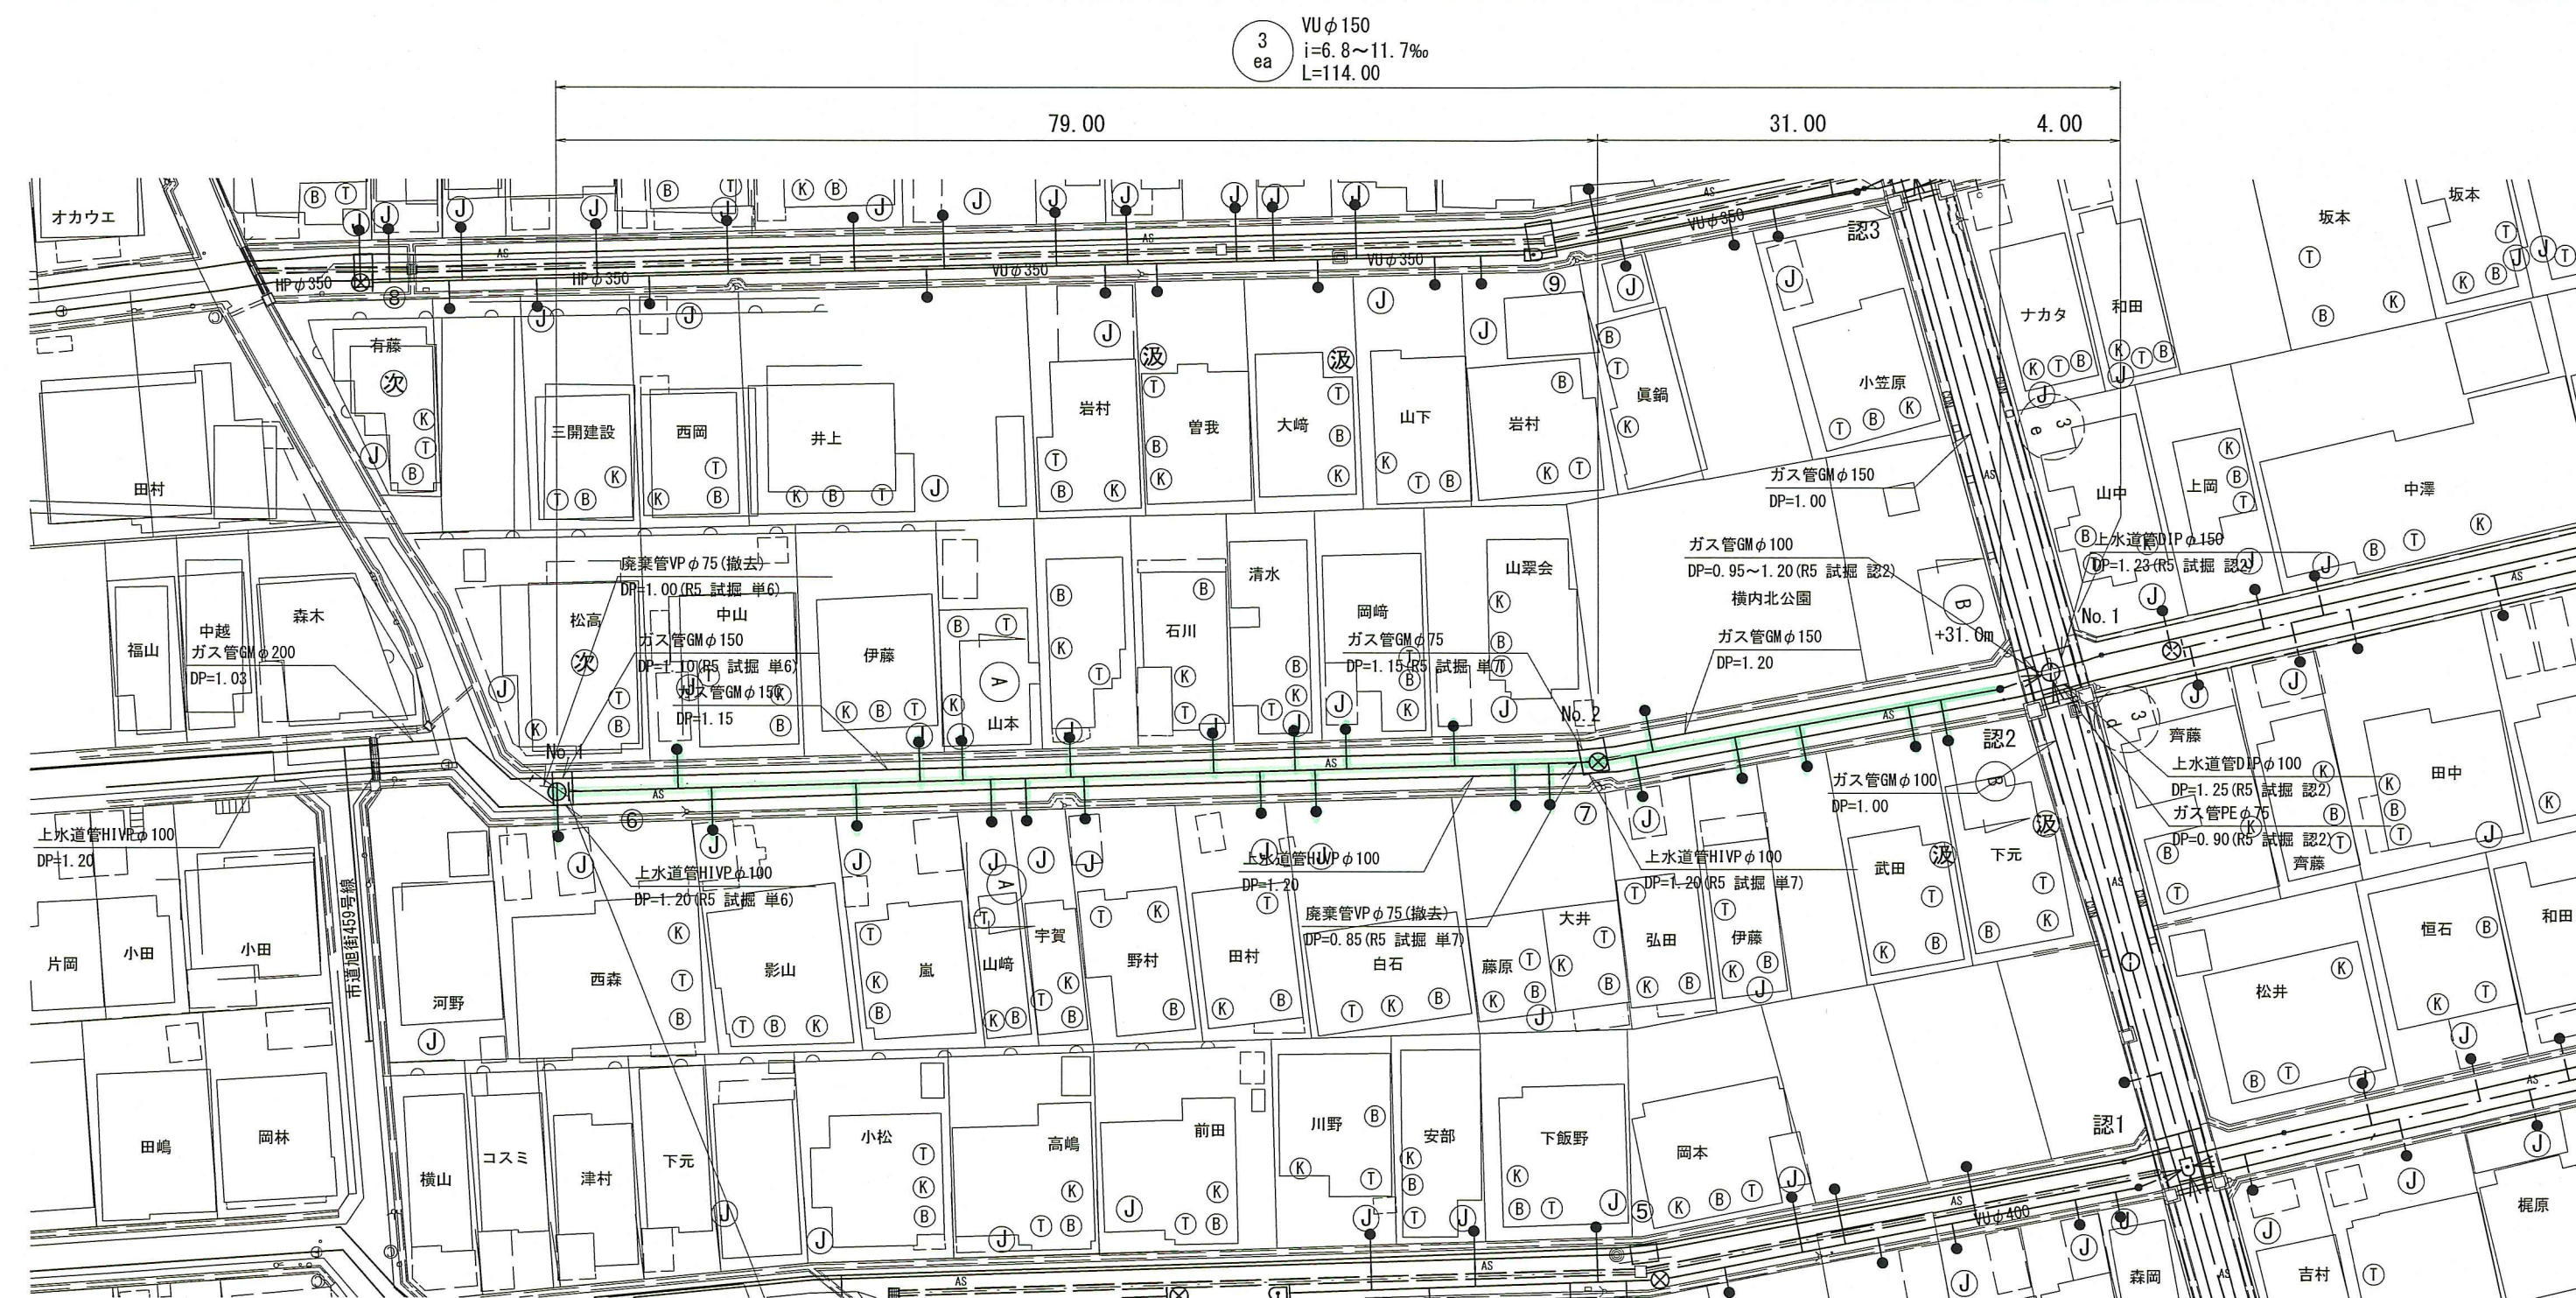 3
ea
VUφ150
i=6.8～11.7‰
L=114.00
79.00
31.00
4.00
オカウエ
坂本
坂本
認3
HPφ350
HPφ350
VUφ350
VUφ350
VUφ350
⑧
⑨
有藤
次
汲
汲
ナカタ
和田
三開建設
西岡
井上
岩村
曽我
大﨑
山下
岩村
眞鍋
小笠原
田村
ガス管GMφ150
DP=1.00
山中
上岡
中澤
3
e
上水道管DIPφ150
DP=1.23(R5 試掘 認2)
ガス管GMφ100
DP=0.95～1.20(R5 試掘 認2)
横内北公園
廃棄管VPφ75(撤去)
DP=1.00(R5 試掘 単6)
福山
中越
森木
松高
次
中山
伊藤
石川
清水
岡﨑
山翠会
ガス管GMφ200
DP=1.03
ガス管GMφ150
DP=1.10(R5 試掘 単6)
ガス管GMφ150
DP=1.15
A
山本
ガス管GMφ75
DP=1.15(R5 試掘 単7)
ガス管GMφ150
DP=1.20
B
+31.0m
No.1
No.2
No.1
認2
3
d
齊藤
田中
上水道管DIPφ100
DP=1.25(R5 試掘 認2)
ガス管PEφ75
DP=0.90(R5 試掘 認2)
齊藤
ガス管GMφ100
DP=1.00
B
汲
汲
⑥
⑦
上水道管HIVPφ100
DP=1.20
上水道管HIVPφ100
DP=1.20(R5 試掘 単6)
上水道管HIVPφ100
DP=1.20
上水道管HIVPφ100
DP=1.20(R5 試掘 単7)
廃棄管VPφ75(撤去)
DP=0.85(R5 試掘 単7)
市道旭街459号線
A
片岡
小田
小田
河野
西森
影山
嵐
山﨑
宇賀
野村
田村
白石
藤原
大井
弘田
伊藤
武田
下元
恒石
和田
松井
田嶋
岡林
横山
コスミ
津村
下元
小松
高嶋
前田
川野
安部
下飯野
岡本
認1
⑤
VUφ400
森岡
吉村
梶原